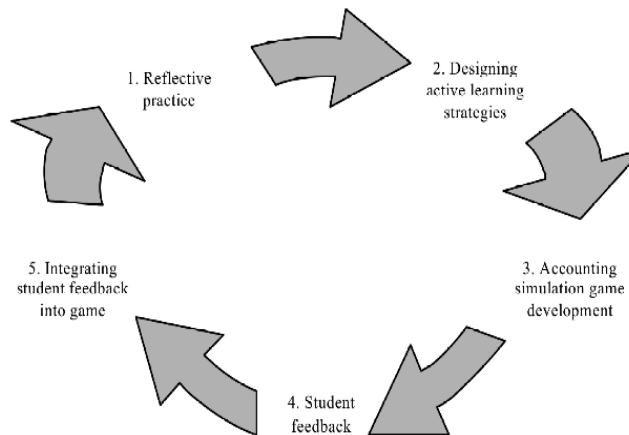 1. Reflective
practice
2. Designing
active learning
strategies
3. Accounting
simulation game
development
4. Student
feedback
5. Integrating
student feedback
into game